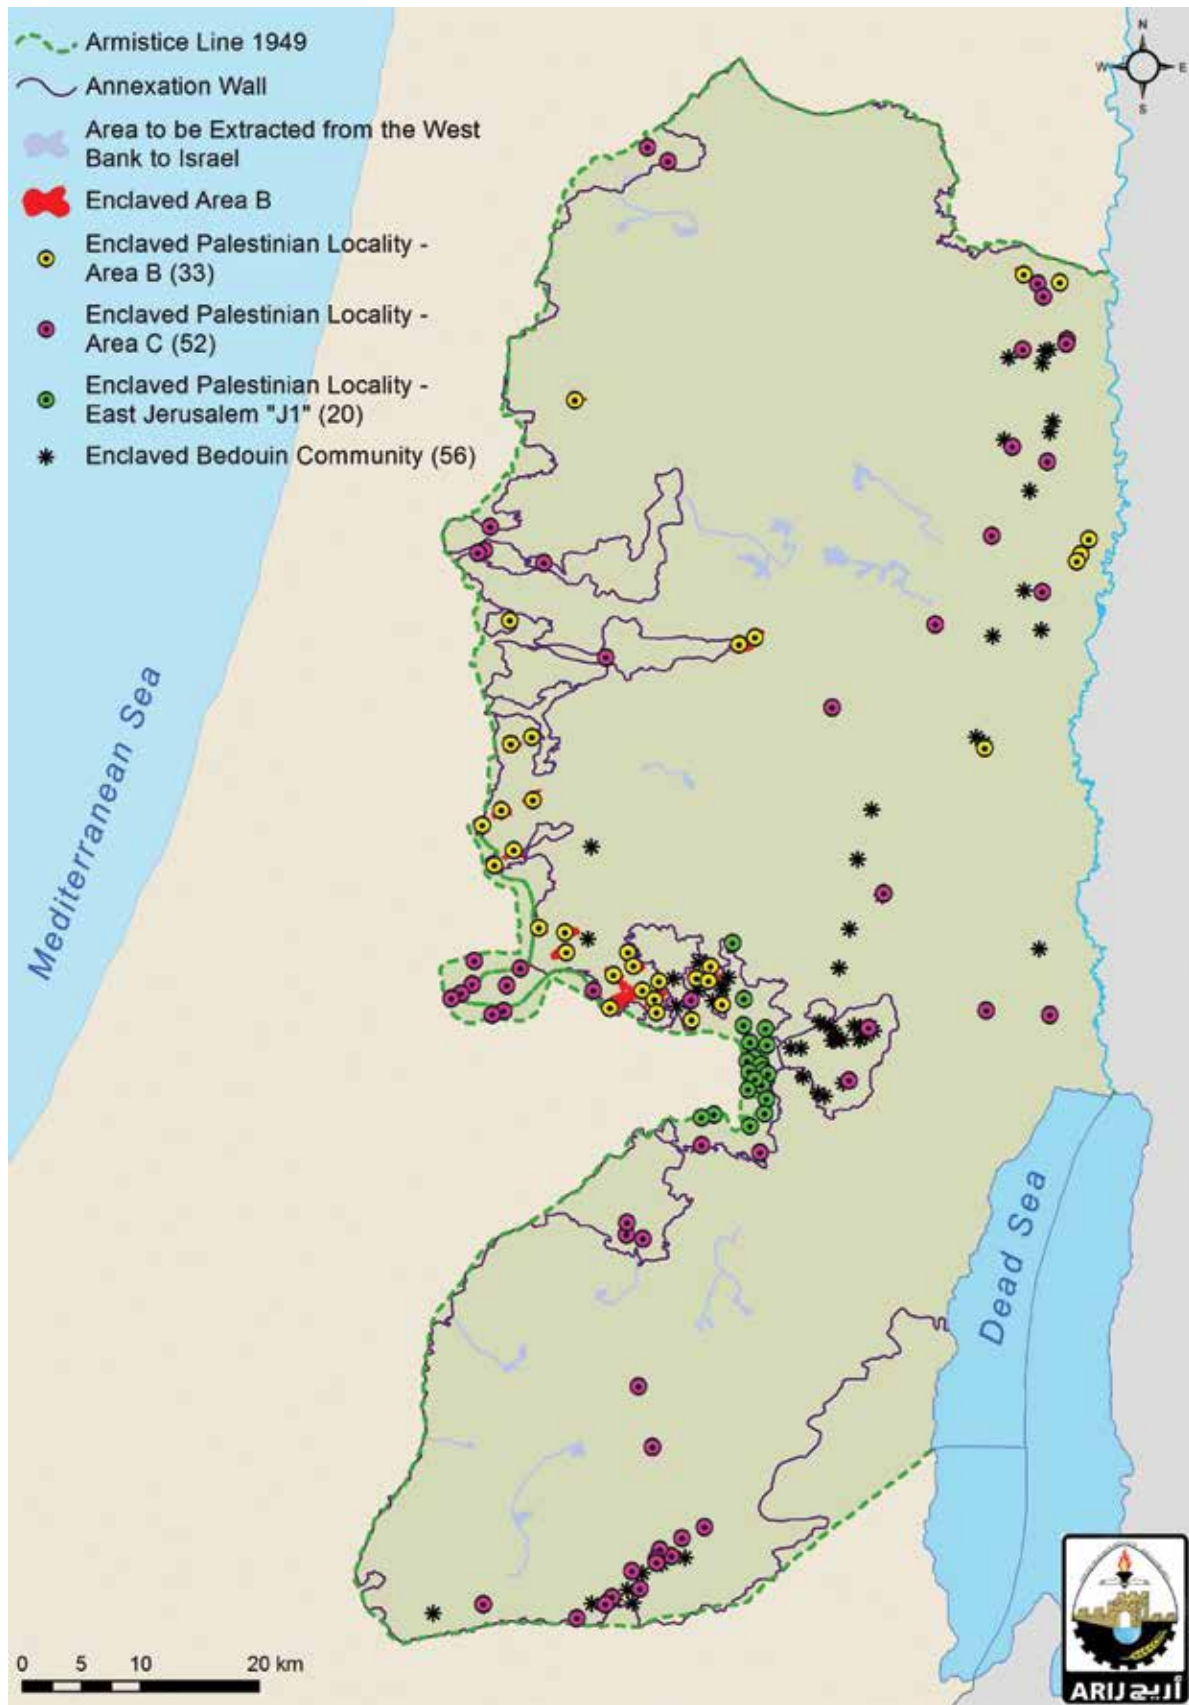 Armistice Line 1949
Annexation Wall
Area to be Extracted from the West
Bank to Israel
Enclaved Area B
Enclaved Palestinian Locality -
Area B (33)
Enclaved Palestinian Locality -
Area C (52)
Enclaved Palestinian Locality -
East Jerusalem "J1" (20)
Enclaved Bedouin Community (56)
N
W
E
S
Mediterranean Sea
Dead Sea
0 5 10 20 km
ARIJ أريج